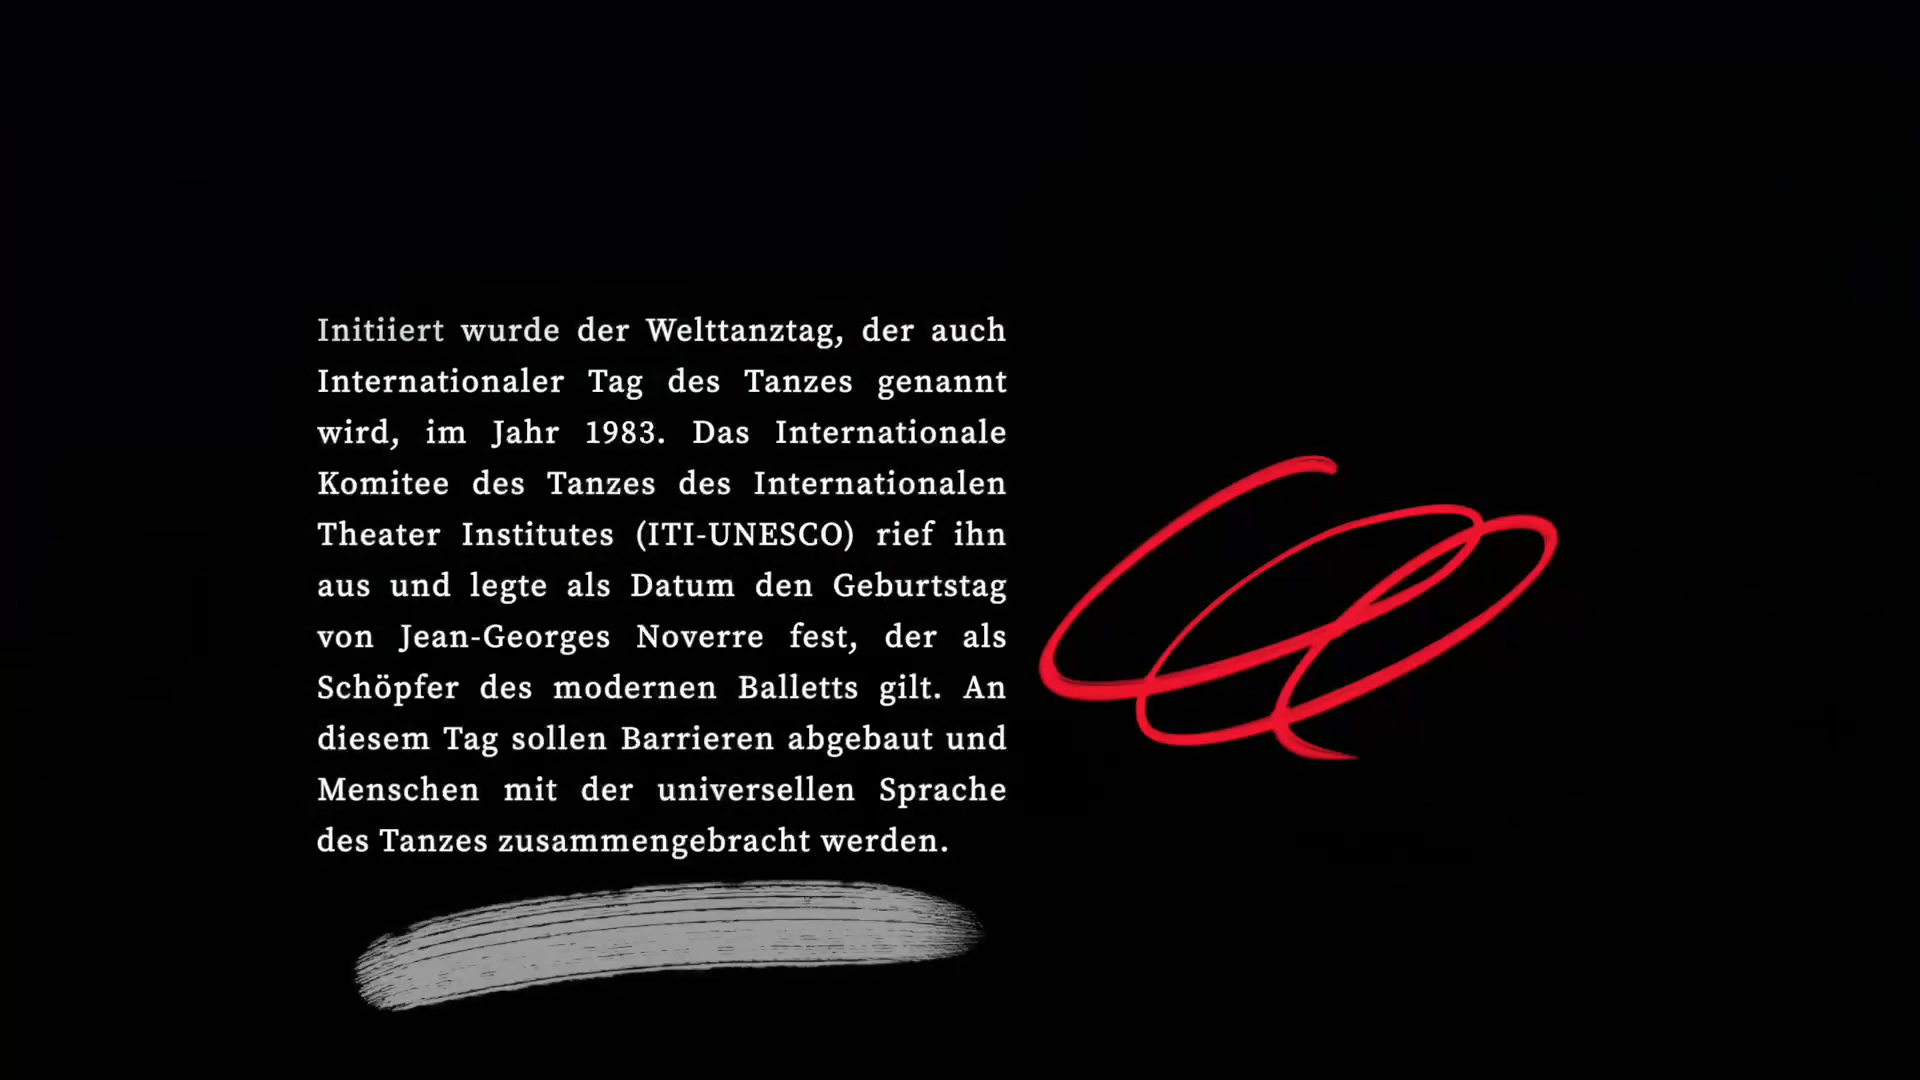 Initiiert wurde der Welttanztag, der auch
Internationaler Tag des Tanzes genannt
wird, im Jahr 1983. Das Internationale
Komitee des Tanzes des Internationalen
Theater Institutes (ITI-UNESCO) rief ihn
aus und legte als Datum den Geburtstag
von Jean-Georges Noverre fest, der als
Schöpfer des modernen Balletts gilt. An
diesem Tag sollen Barrieren abgebaut und
Menschen mit der universellen Sprache
des Tanzes zusammengebracht werden.